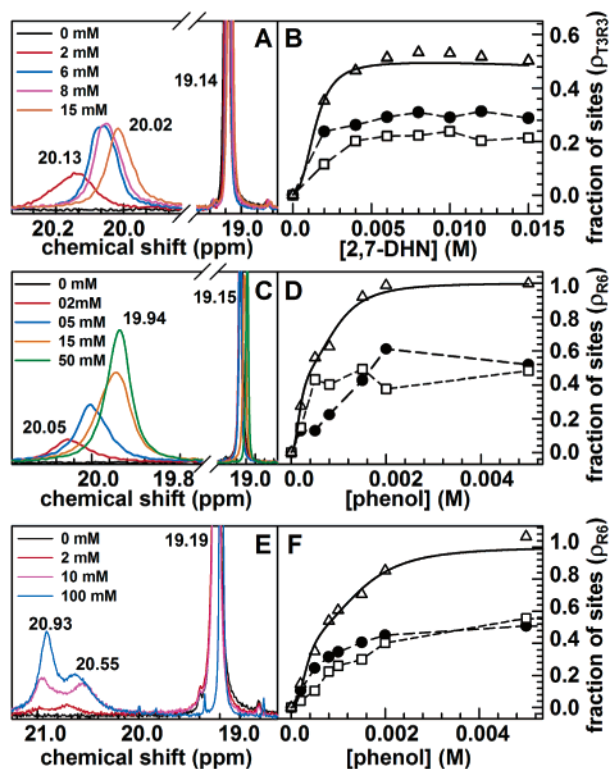 0 mM
2 mM
6 mM
8 mM
15 mM
A
19.14
20.13
20.02
20.2 20.0 19.0
chemical shift (ppm)
B
0.6
0.4
0.2
0.0
0.0 0.005 0.010 0.015
[2,7-DHN] (M)
fraction of sites (ρT3R3)
0 mM
02mM
05 mM
15 mM
50 mM
C
19.15
19.94
20.05
20.0 19.8 19.0
chemical shift (ppm)
D
1.0
0.8
0.6
0.4
0.2
0.0
0.0 0.002 0.004
[phenol] (M)
fraction of sites (ρR6)
0 mM
2 mM
10 mM
100 mM
E
19.19
20.93
20.55
21.0 20.0 19.0
chemical shift (ppm)
F
1.0
0.8
0.6
0.4
0.2
0.0
0.0 0.002 0.004
[phenol] (M)
fraction of sites (ρR6)